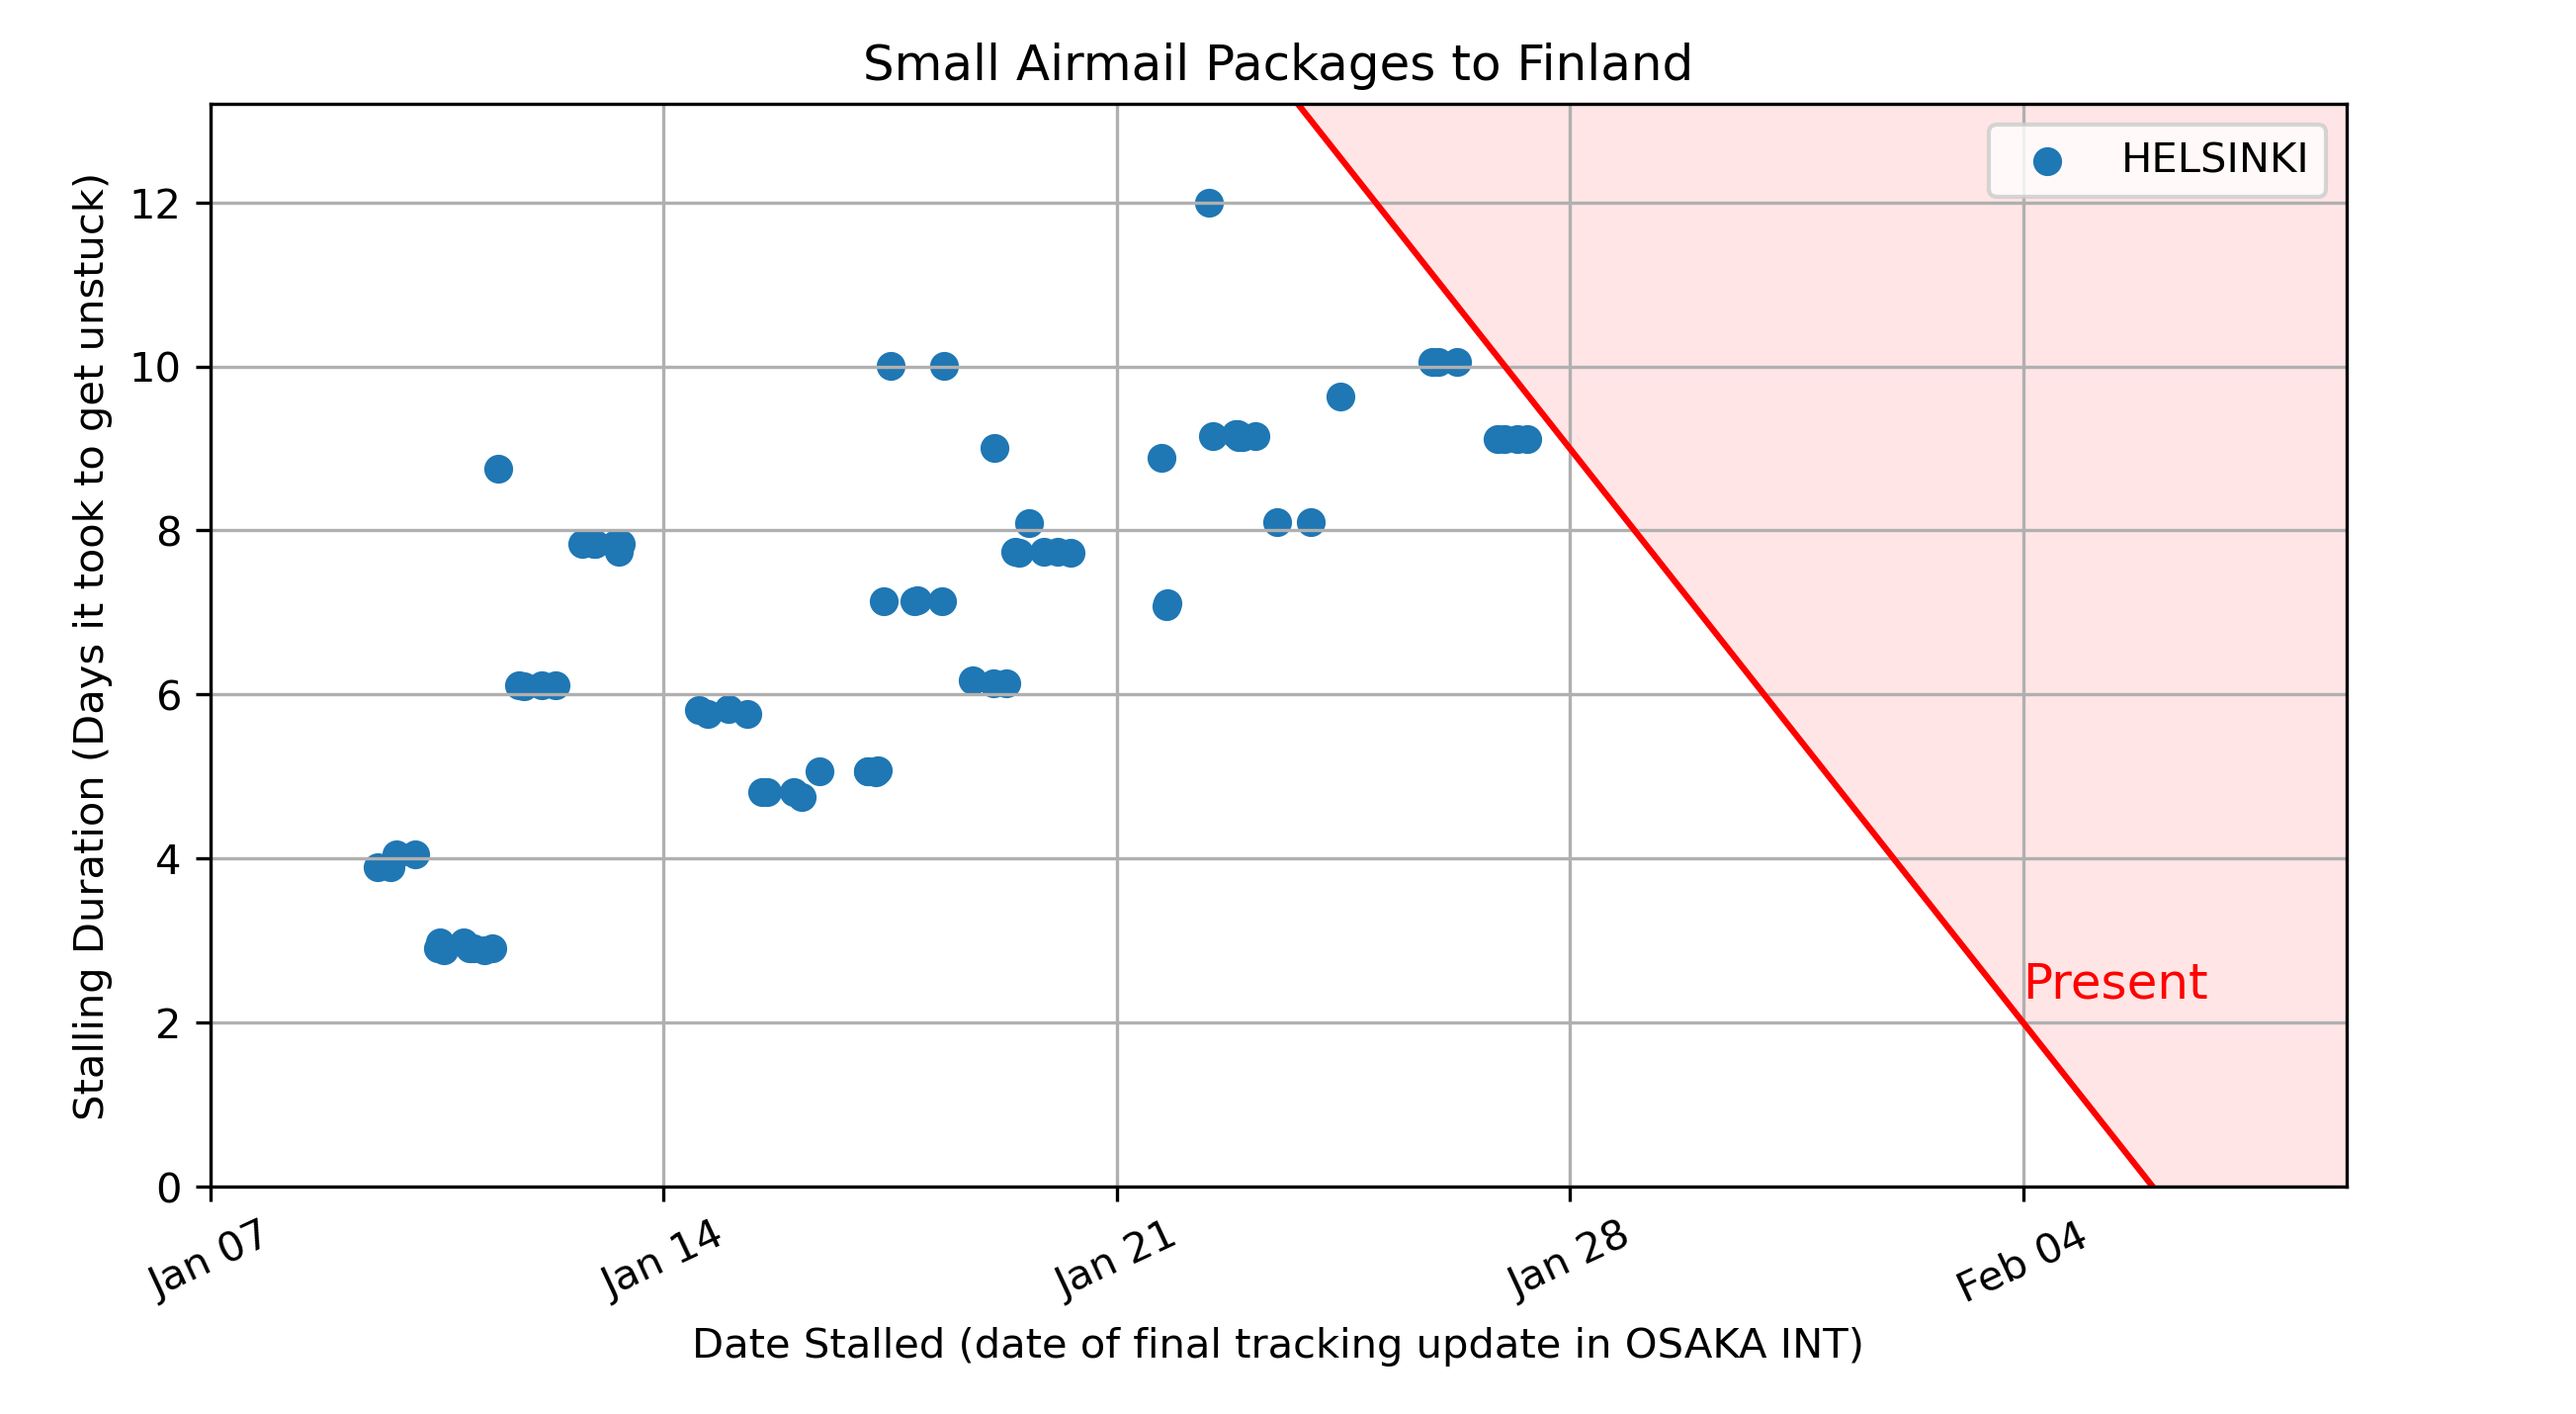 Small Airmail Packages to Finland
HELSINKI
Stalling Duration (Days it took to get unstuck)
12
10
8
6
4
2
0
Present
Jan 07
Jan 14
Jan 21
Jan 28
Feb 04
Date Stalled (date of final tracking update in OSAKA INT)